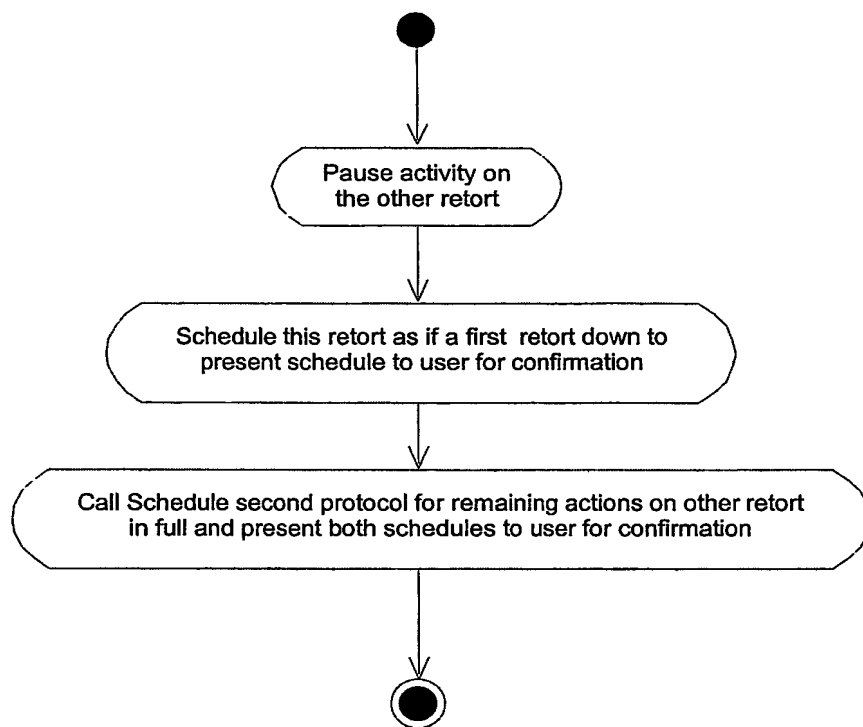 Pause activity on
the other retort
Schedule this retort as if a first retort down to
present schedule to user for confirmation
Call Schedule second protocol for remaining actions on other retort
in full and present both schedules to user for confirmation